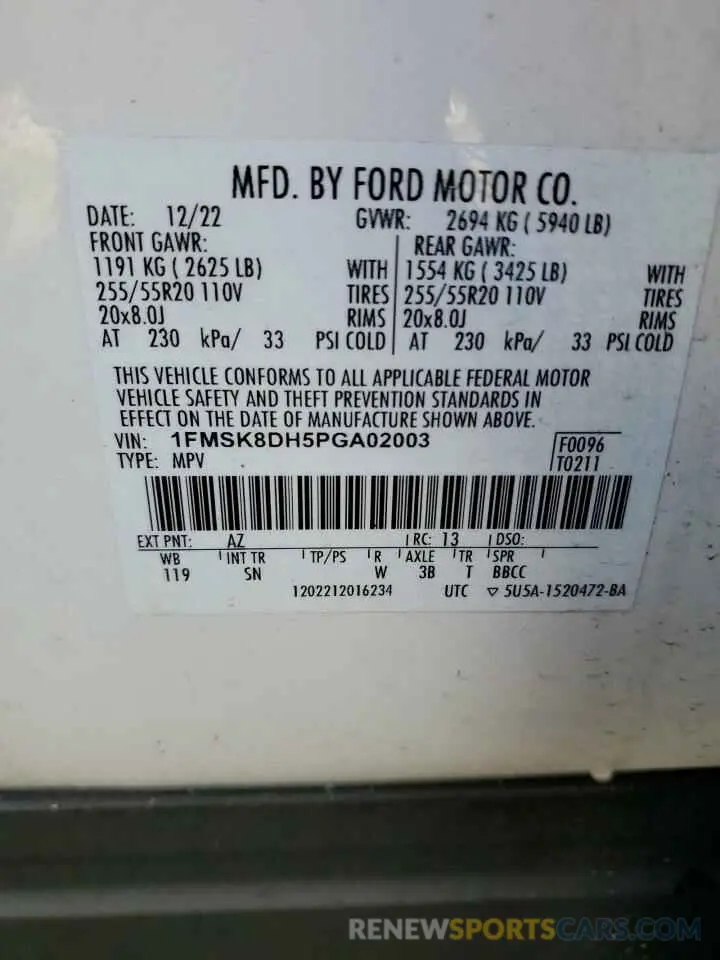 MFD. BY FORD MOTOR CO.
DATE: 12/22 GVWR: 2694 KG ( 5940 LB)
FRONT GAWR: REAR GAWR:
1191 KG ( 2625 LB) WITH 1554 KG ( 3425 LB) WITH
255/55R20 110V TIRES 255/55R20 110V TIRES
20x8.0J RIMS 20x8.0J RIMS
AT 230 kPa/ 33 PSI COLD AT 230 kPa/ 33 PSI COLD
THIS VEHICLE CONFORMS TO ALL APPLICABLE FEDERAL MOTOR
VEHICLE SAFETY AND THEFT PREVENTION STANDARDS IN
EFFECT ON THE DATE OF MANUFACTURE SHOWN ABOVE.
VIN: 1FMSK8DH5PGA02003 F0096
TYPE: MPV T0211
EXT PNT: AZ RC: 13 DSO:
WB INT TR TP/PS R AXLE TR SPR
119 SN W 3B T BBCC
1202212016234 UTC ▽ 5U5A-1520472-BA
RENEWSPORTSCARS.COM